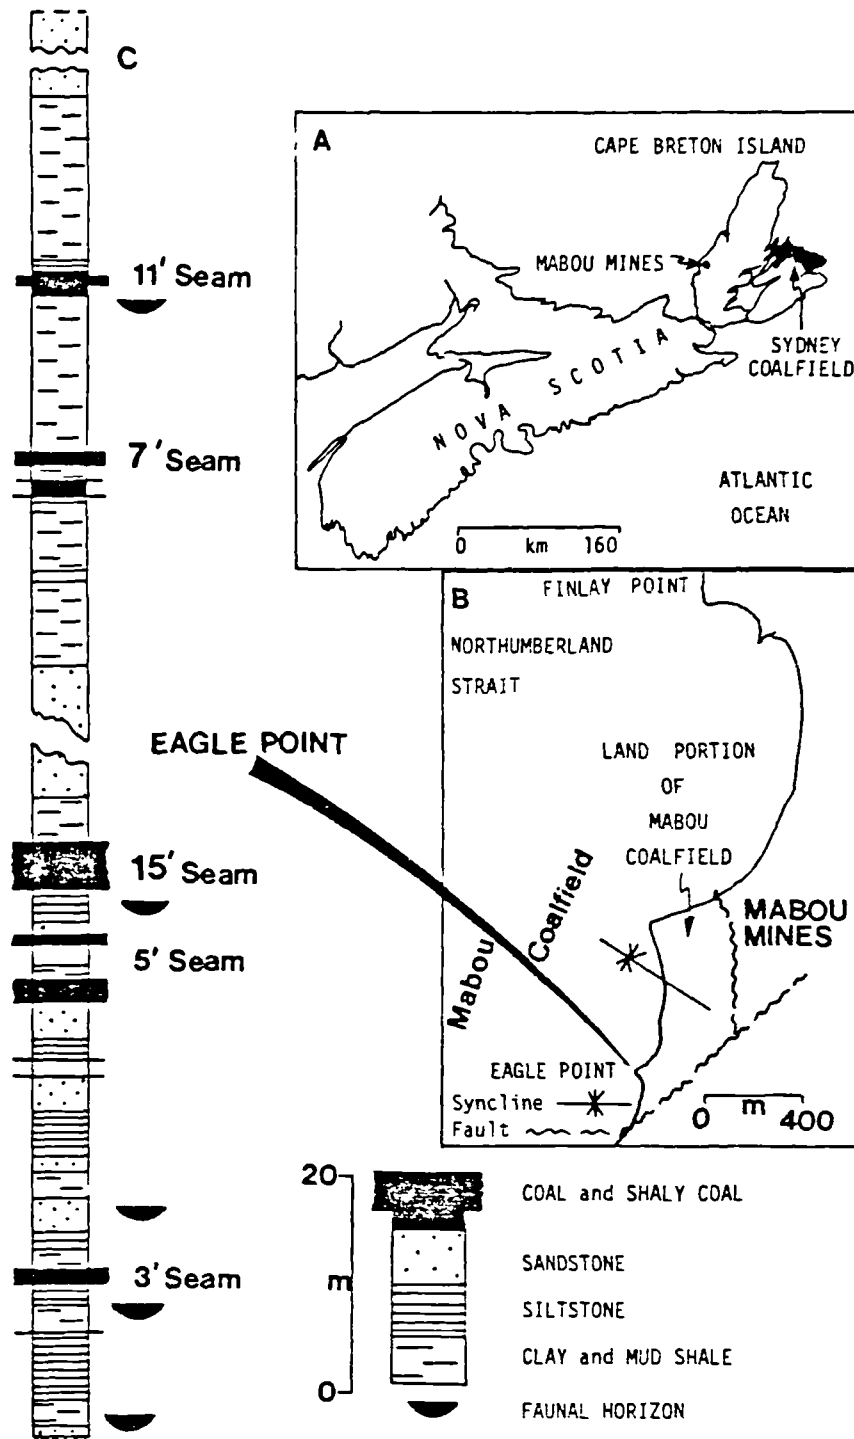 C
11' Seam
7' Seam
15' Seam
5' Seam
3' Seam
A
CAPE BRETON ISLAND
MABOU MINES
SYDNEY
COALFIELD
NOVA SCOTIA
ATLANTIC
OCEAN
0 km 160
B
FINLAY POINT
NORTHUMBERLAND
STRAIT
EAGLE POINT
LAND PORTION
OF
MABOU
COALFIELD
Mabou Coalfield
MABOU
MINES
EAGLE POINT
Syncline
Fault
0 m 400
20
m
0
COAL and SHALY COAL
SANDSTONE
SILTSTONE
CLAY and MUD SHALE
FAUNAL HORIZON